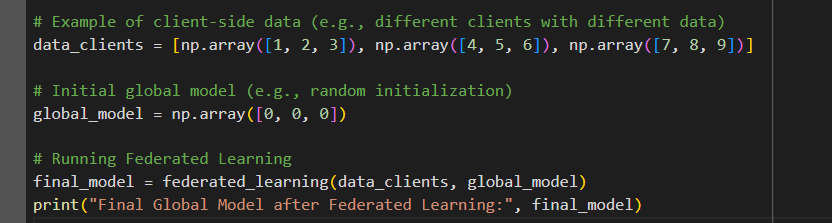 # Example of client-side data (e.g., different clients with different data)
data_clients = [np.array([1, 2, 3]), np.array([4, 5, 6]), np.array([7, 8, 9])]
# Initial global model (e.g., random initialization)
global_model = np.array([0, 0, 0])
# Running Federated Learning
final_model = federated_learning(data_clients, global_model)
print("Final Global Model after Federated Learning:", final_model)